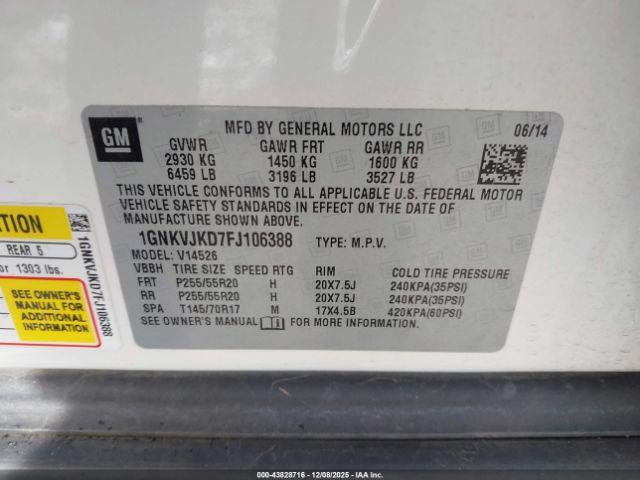 GM
MFD BY GENERAL MOTORS LLC 06/14
GVWR GAWR FRT GAWR RR
2930 KG 1450 KG 1600 KG
6459 LB 3196 LB 3527 LB
THIS VEHICLE CONFORMS TO ALL APPLICABLE U.S. FEDERAL MOTOR
VEHICLE SAFETY STANDARDS IN EFFECT ON THE DATE OF
MANUFACTURE SHOWN ABOVE.
1GNKVJKD7FJ106388 TYPE: M.P.V.
MODEL: V14526
VBBH TIRE SIZE SPEED RTG RIM COLD TIRE PRESSURE
FRT P255/55R20 H 20X7.5J 240KPA(35PSI)
RR P255/55R20 H 20X7.5J 240KPA(35PSI)
SPA T145/70R17 M 17X4.5B 420KPA(60PSI)
SEE OWNER'S MANUAL FOR MORE INFORMATION.
REAR 5
1303 lbs.
SEE OWNER'S
MANUAL FOR
ADDITIONAL
INFORMATION
1GNKVJKD7FJ106388
000-43828716 - 12/08/2025 - IAAI.COM